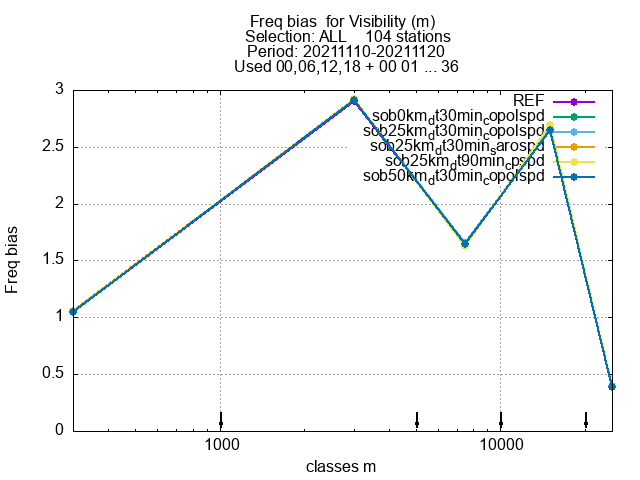 Freq bias  for Visibility (m)
Selection: ALL    104 stations
Period: 20211110-20211120
Used 00,06,12,18 + 00 01 ... 36
REF
sob0km_dt30min_copolspd
sob25km_dt30min_copolspd
sob25km_dt30min_sarospd
sob25km_dt90min_cpspd
sob50km_dt30min_copolspd
3
2.5
2
1.5
1
0.5
0
Freq bias
1000 10000
classes m